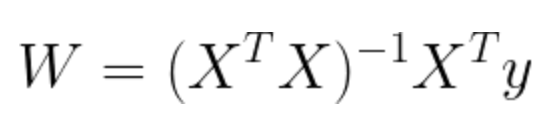 W = (X^T X)^{-1} X^T y